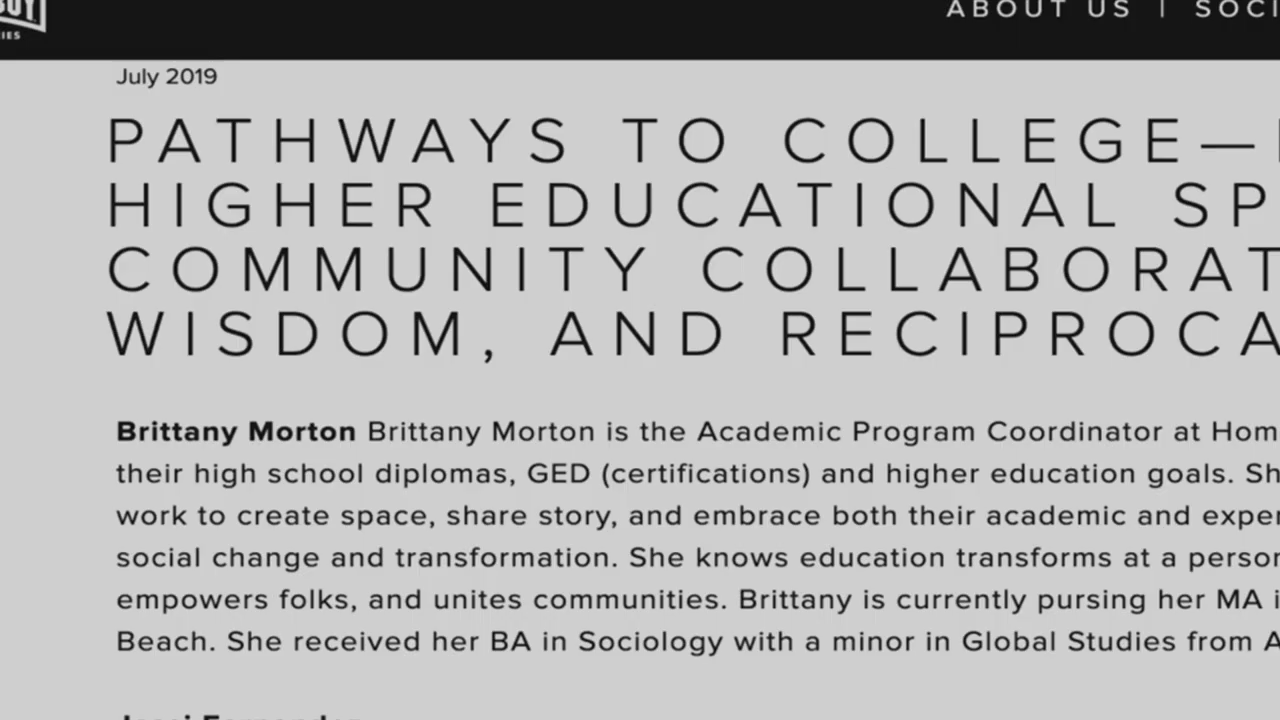 ABOUT US | SOCI
IES
July 2019
PATHWAYS TO COLLEGE—
HIGHER EDUCATIONAL SP
COMMUNITY COLLABORAT
WISDOM, AND RECIPROCA
Brittany Morton Brittany Morton is the Academic Program Coordinator at Hom
their high school diplomas, GED (certifications) and higher education goals. Sh
work to create space, share story, and embrace both their academic and exper
social change and transformation. She knows education transforms at a person
empowers folks, and unites communities. Brittany is currently pursing her MA i
Beach. She received her BA in Sociology with a minor in Global Studies from A